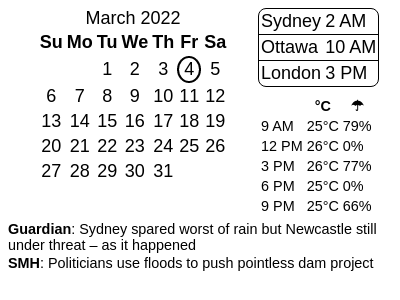 March 2022
Su Mo Tu We Th Fr Sa
1 2 3 4 5
6 7 8 9 10 11 12
13 14 15 16 17 18 19
20 21 22 23 24 25 26
27 28 29 30 31
Sydney 2 AM
Ottawa 10 AM
London 3 PM
°C ☂
9 AM 25°C 79%
12 PM 26°C 0%
3 PM 26°C 77%
6 PM 25°C 0%
9 PM 25°C 66%
Guardian: Sydney spared worst of rain but Newcastle still
under threat – as it happened
SMH: Politicians use floods to push pointless dam project